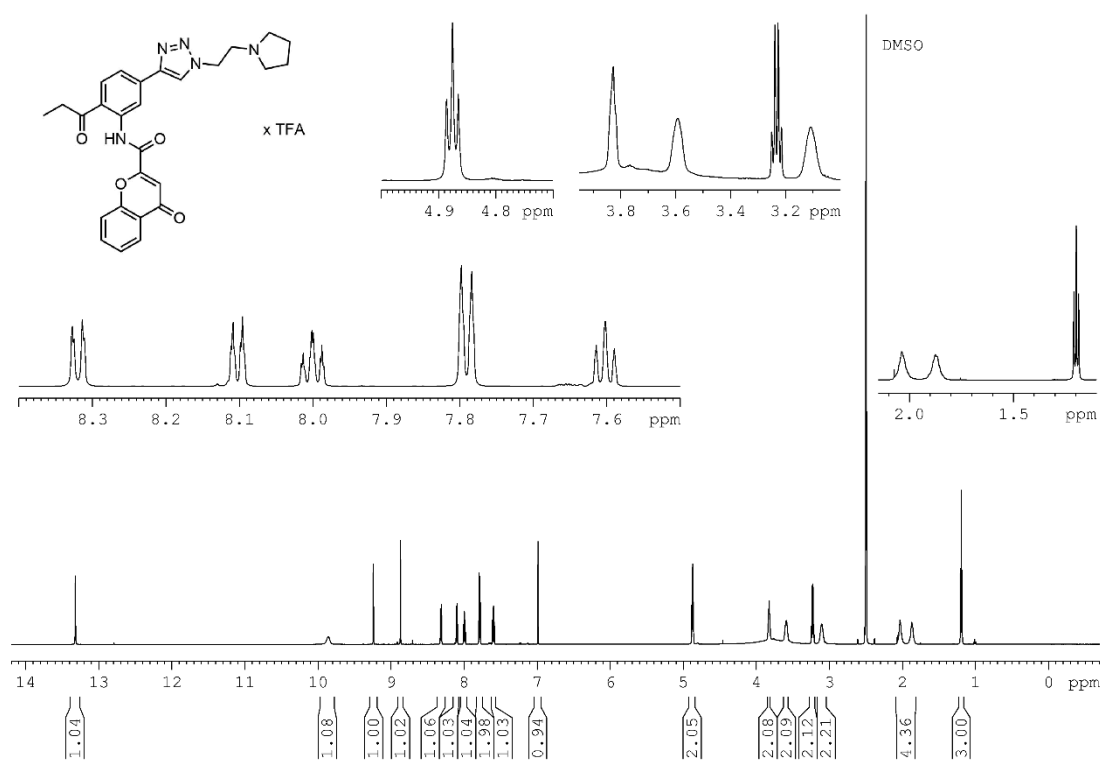 N=N
N
N
O
HN
O
x TFA
O
O
DMSO
4.9 4.8 ppm
3.8 3.6 3.4 3.2 ppm
2.0 1.5 ppm
8.3 8.2 8.1 8.0 7.9 7.8 7.7 7.6 ppm
14 13 12 11 10 9 8 7 6 5 4 3 2 1 0 ppm
1.04
1.08
1.00
1.02
1.06
1.03
1.04
1.98
1.03
0.94
2.05
2.08
2.09
2.12
2.21
4.36
3.00